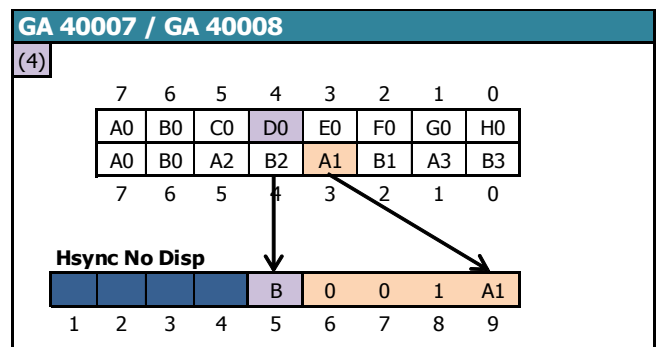 GA 40007 / GA 40008
(4)
7 6 5 4 3 2 1 0
A0 B0 C0 D0 E0 F0 G0 H0
A0 B0 A2 B2 A1 B1 A3 B3
7 6 5 4 3 2 1 0
Hsync No Disp
B 0 0 1 A1
1 2 3 4 5 6 7 8 9